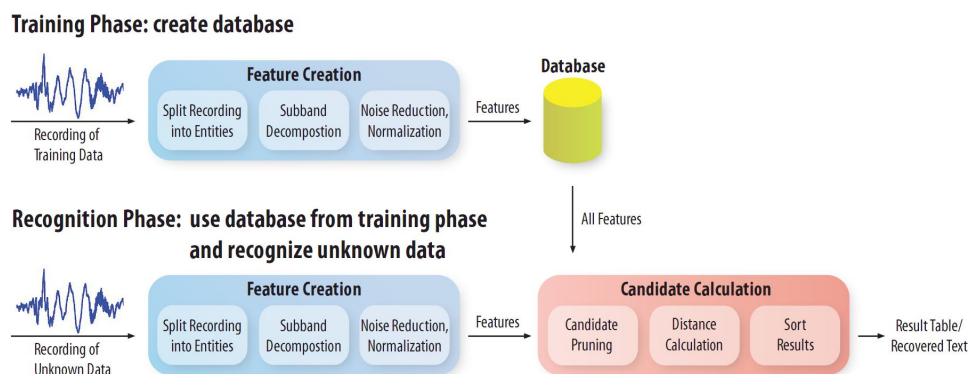 Training Phase: create database
Feature Creation
Database
Split Recording
into Entities
Subband
Decompostion
Noise Reduction,
Normalization
Features
Recording of
Training Data
All Features
Recognition Phase: use database from training phase
and recognize unknown data
Feature Creation
Candidate Calculation
Split Recording
into Entities
Subband
Decompostion
Noise Reduction,
Normalization
Features
Candidate
Pruning
Distance
Calculation
Sort
Results
Result Table/
Recovered Text
Recording of
Unknown Data